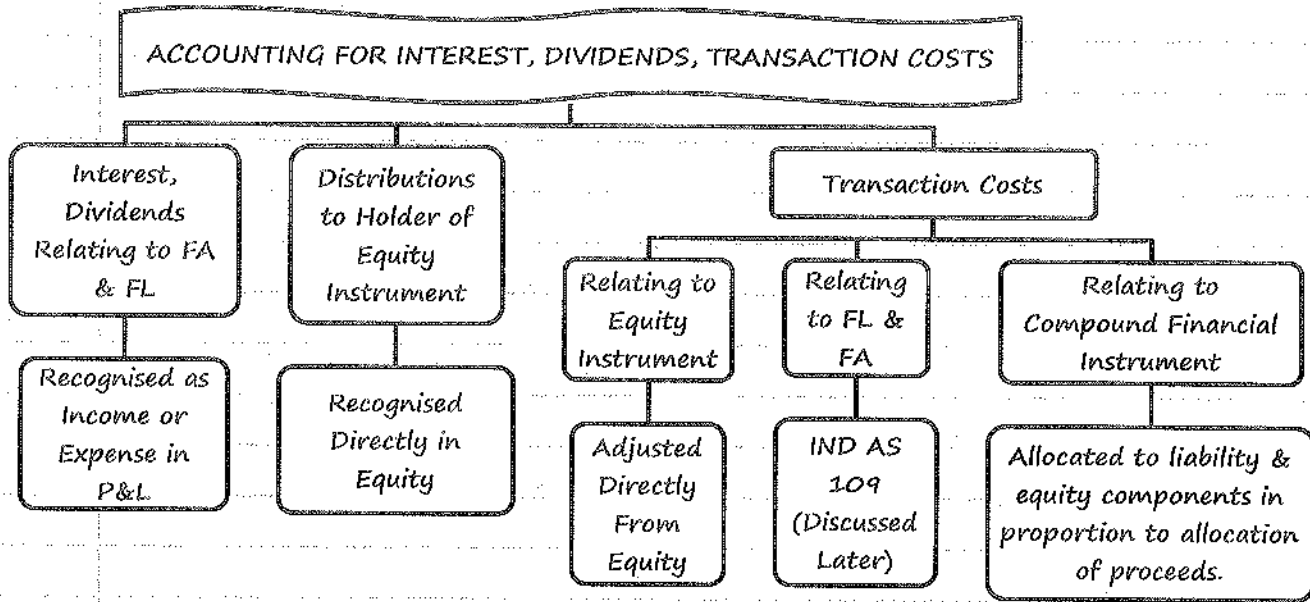 ACCOUNTING FOR INTEREST, DIVIDENDS, TRANSACTION COSTS
Interest,
Dividends
Relating to FA
& FL
Distributions
to Holder of
Equity
Instrument
Transaction Costs
Relating to
Equity
Instrument
Relating
to FL &
FA
Relating to
Compound Financial
Instrument
Recognised as
Income or
Expense in
P&L
Recognised
Directly in
Equity
Adjusted
Directly
From
Equity
IND AS
109
(Discussed
Later)
Allocated to liability &
equity components in
proportion to allocation
of proceeds.